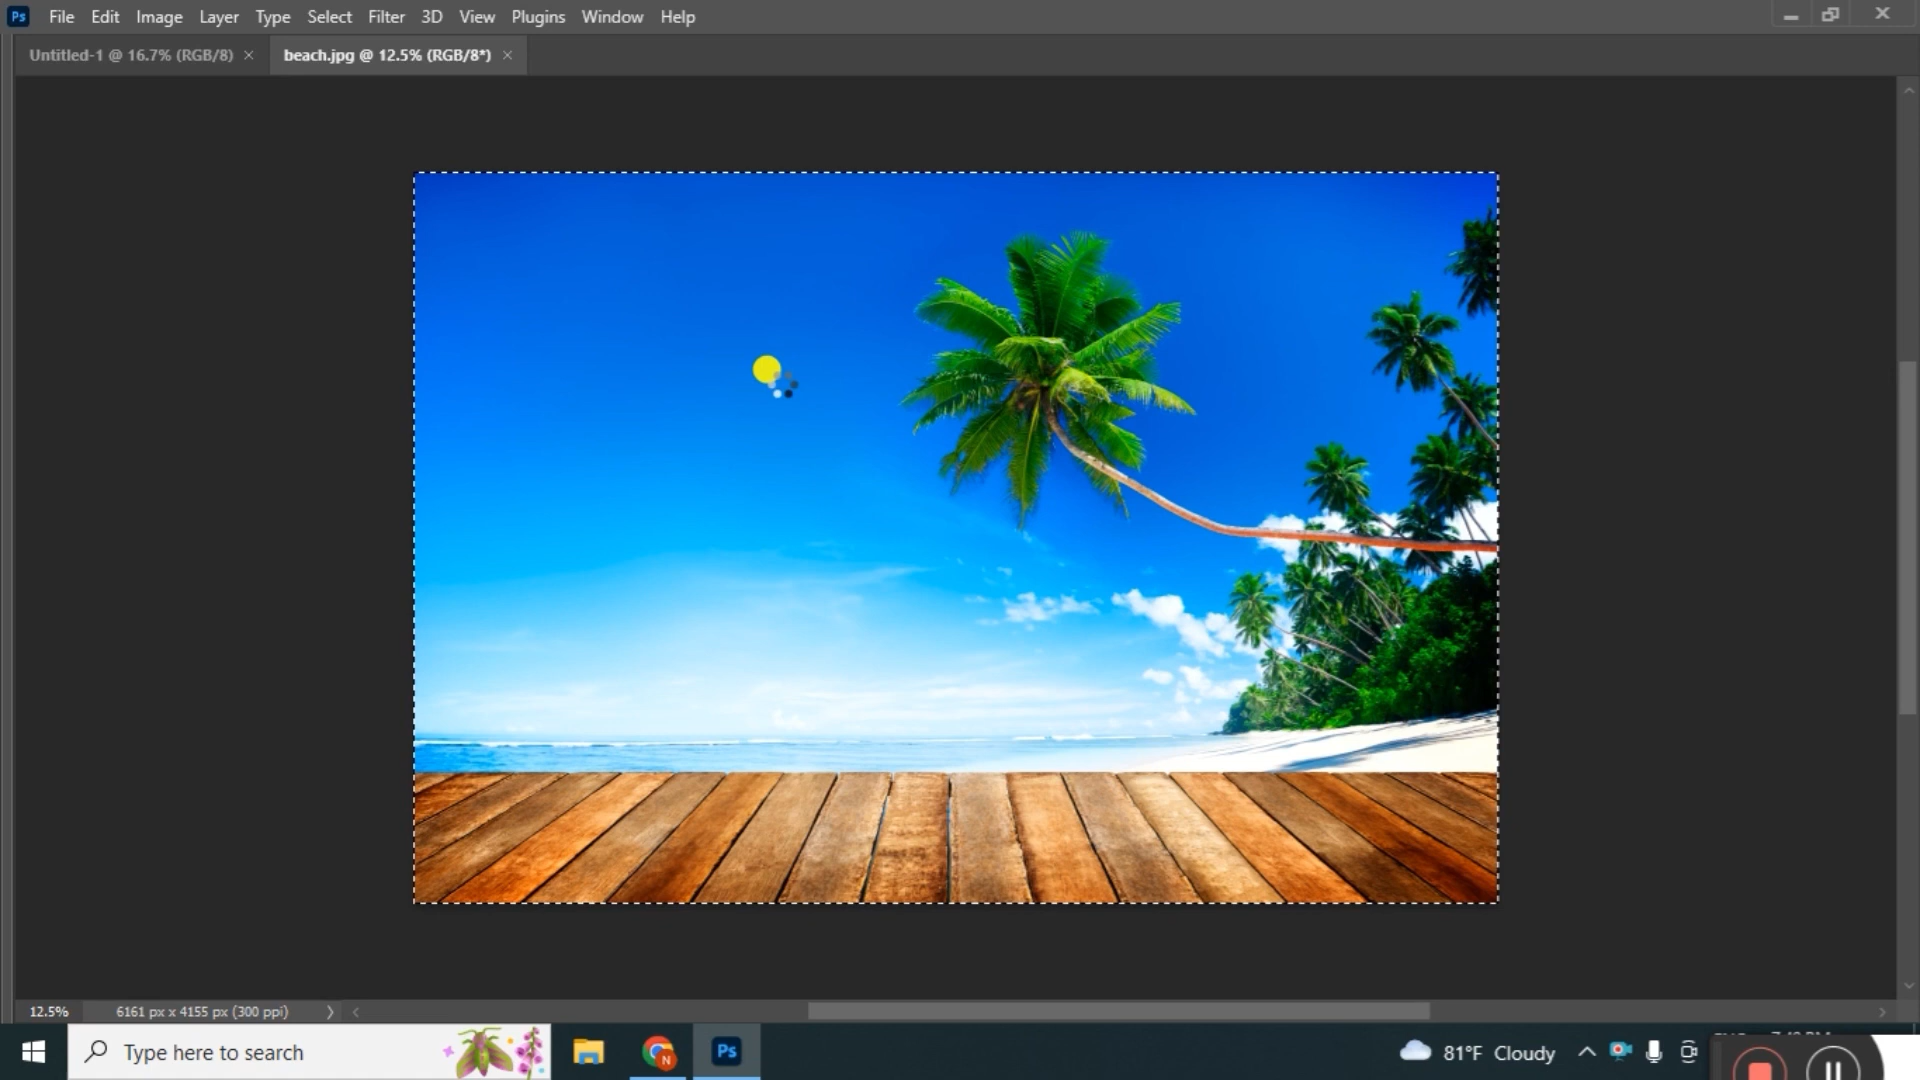 Ps File Edit Image Layer Type Select Filter 3D View Plugins Window Help
Untitled-1 @ 16.7% (RGB/8) × beach.jpg @ 12.5% (RGB/8*) ×
12.5% 6161 px x 4155 px (300 ppi)
Type here to search Ps 81°F Cloudy
N